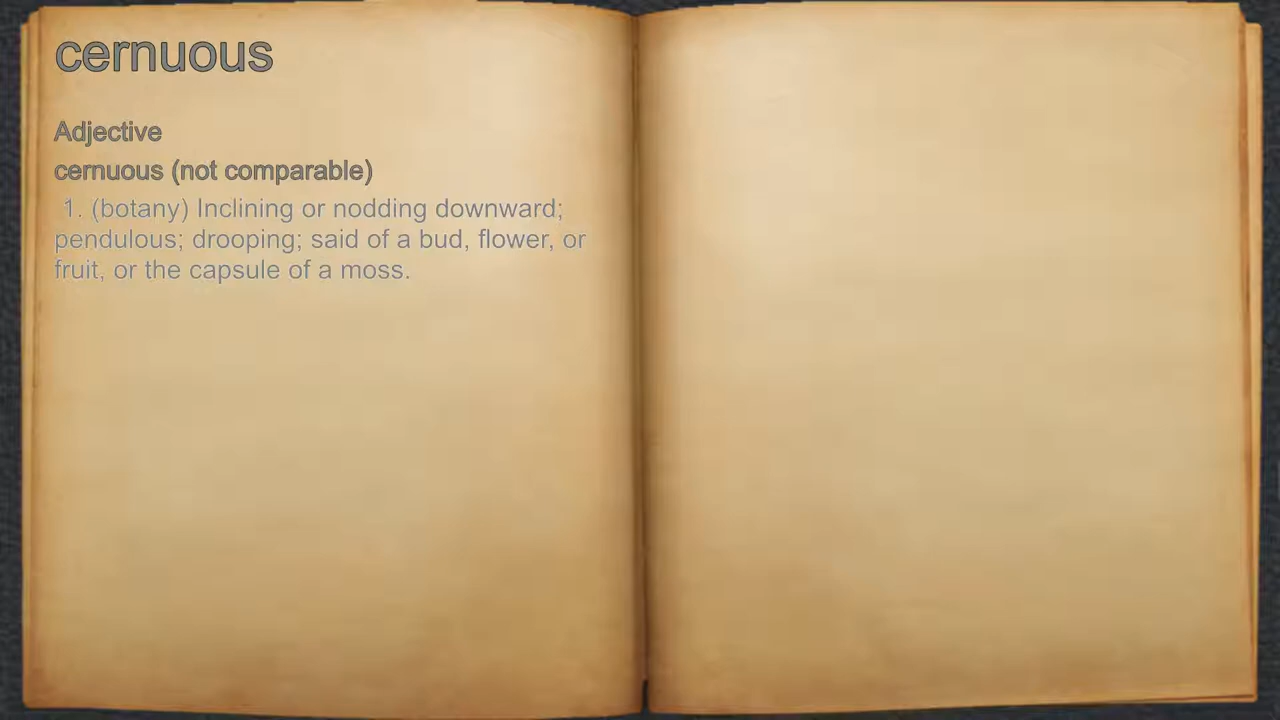 cernuous
Adjective
cernuous (not comparable)
1. (botany) Inclining or nodding downward;
pendulous; drooping; said of a bud, flower, or
fruit, or the capsule of a moss.